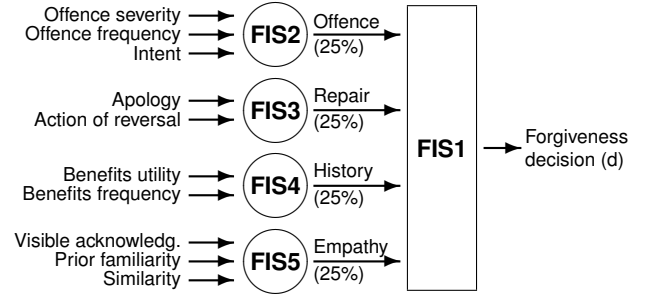 Offence severity
Offence frequency
Intent
FIS2
Offence
(25%)
Apology
Action of reversal
FIS3
Repair
(25%)
Benefits utility
Benefits frequency
FIS4
History
(25%)
Visible acknowledg.
Prior familiarity
Similarity
FIS5
Empathy
(25%)
FIS1
Forgiveness
decision (d)